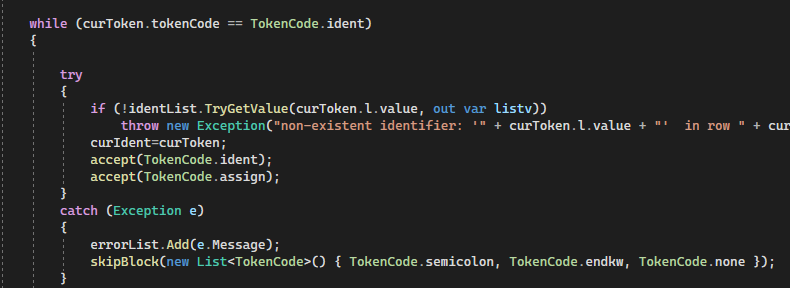 while (curToken.tokenCode == TokenCode.ident)
{
try
{
if (!identList.TryGetValue(curToken.l.value, out var listv))
throw new Exception("non-existent identifier: '" + curToken.l.value + "'  in row " + cur
curIdent=curToken;
accept(TokenCode.ident);
accept(TokenCode.assign);
}
catch (Exception e)
{
errorList.Add(e.Message);
skipBlock(new List<TokenCode>() { TokenCode.semicolon, TokenCode.endkw, TokenCode.none });
}